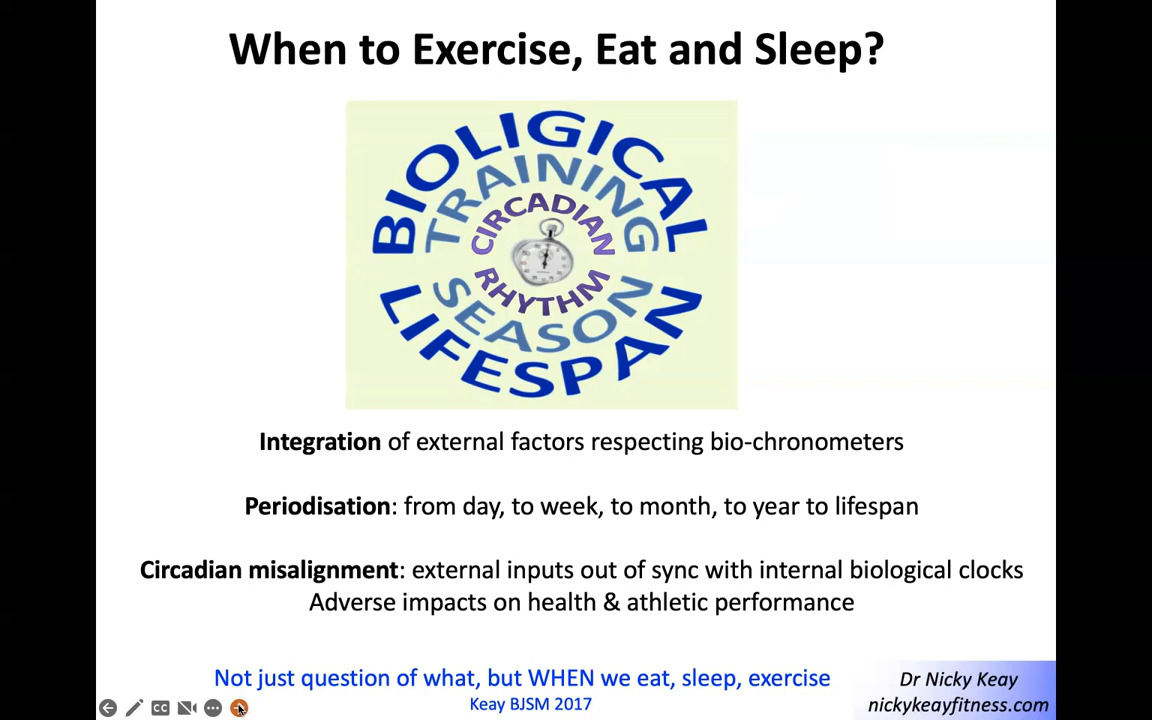 When to Exercise, Eat and Sleep?
BIOLIGICAL
TRAINING
CIRCADIAN
RHYTHM
SEASON
LIFESPAN
Integration of external factors respecting bio-chronometers
Periodisation: from day, to week, to month, to year to lifespan
Circadian misalignment: external inputs out of sync with internal biological clocks
Adverse impacts on health & athletic performance
Not just question of what, but WHEN we eat, sleep, exercise
Keay BJSM 2017
Dr Nicky Keay
nickykeayfitness.com
CC